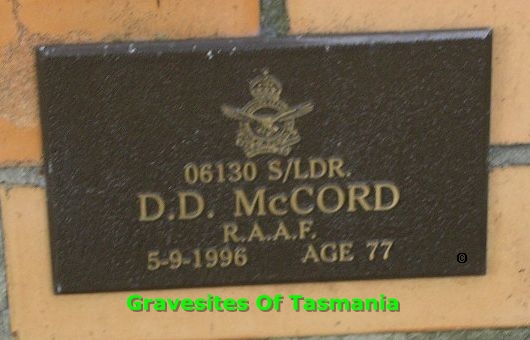 06130 S/LDR.
D.D. McCORD
R.A.A.F.
5-9-1996 AGE 77
©
Gravesites Of Tasmania